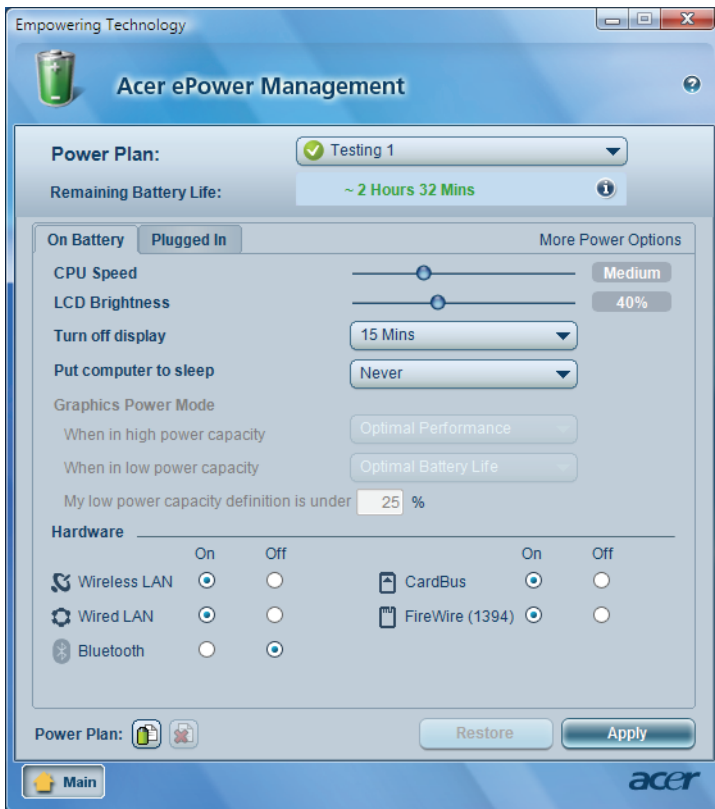 Empowering Technology
Acer ePower Management
Power Plan: Testing 1
Remaining Battery Life: ~ 2 Hours 32 Mins
On Battery Plugged In More Power Options
CPU Speed Medium
LCD Brightness 40%
Turn off display 15 Mins
Put computer to sleep Never
Graphics Power Mode
When in high power capacity Optimal Performance
When in low power capacity Optimal Battery Life
My low power capacity definition is under 25 %
Hardware
On Off On Off
Wireless LAN CardBus
Wired LAN FireWire (1394)
Bluetooth
Power Plan: Restore Apply
Main acer